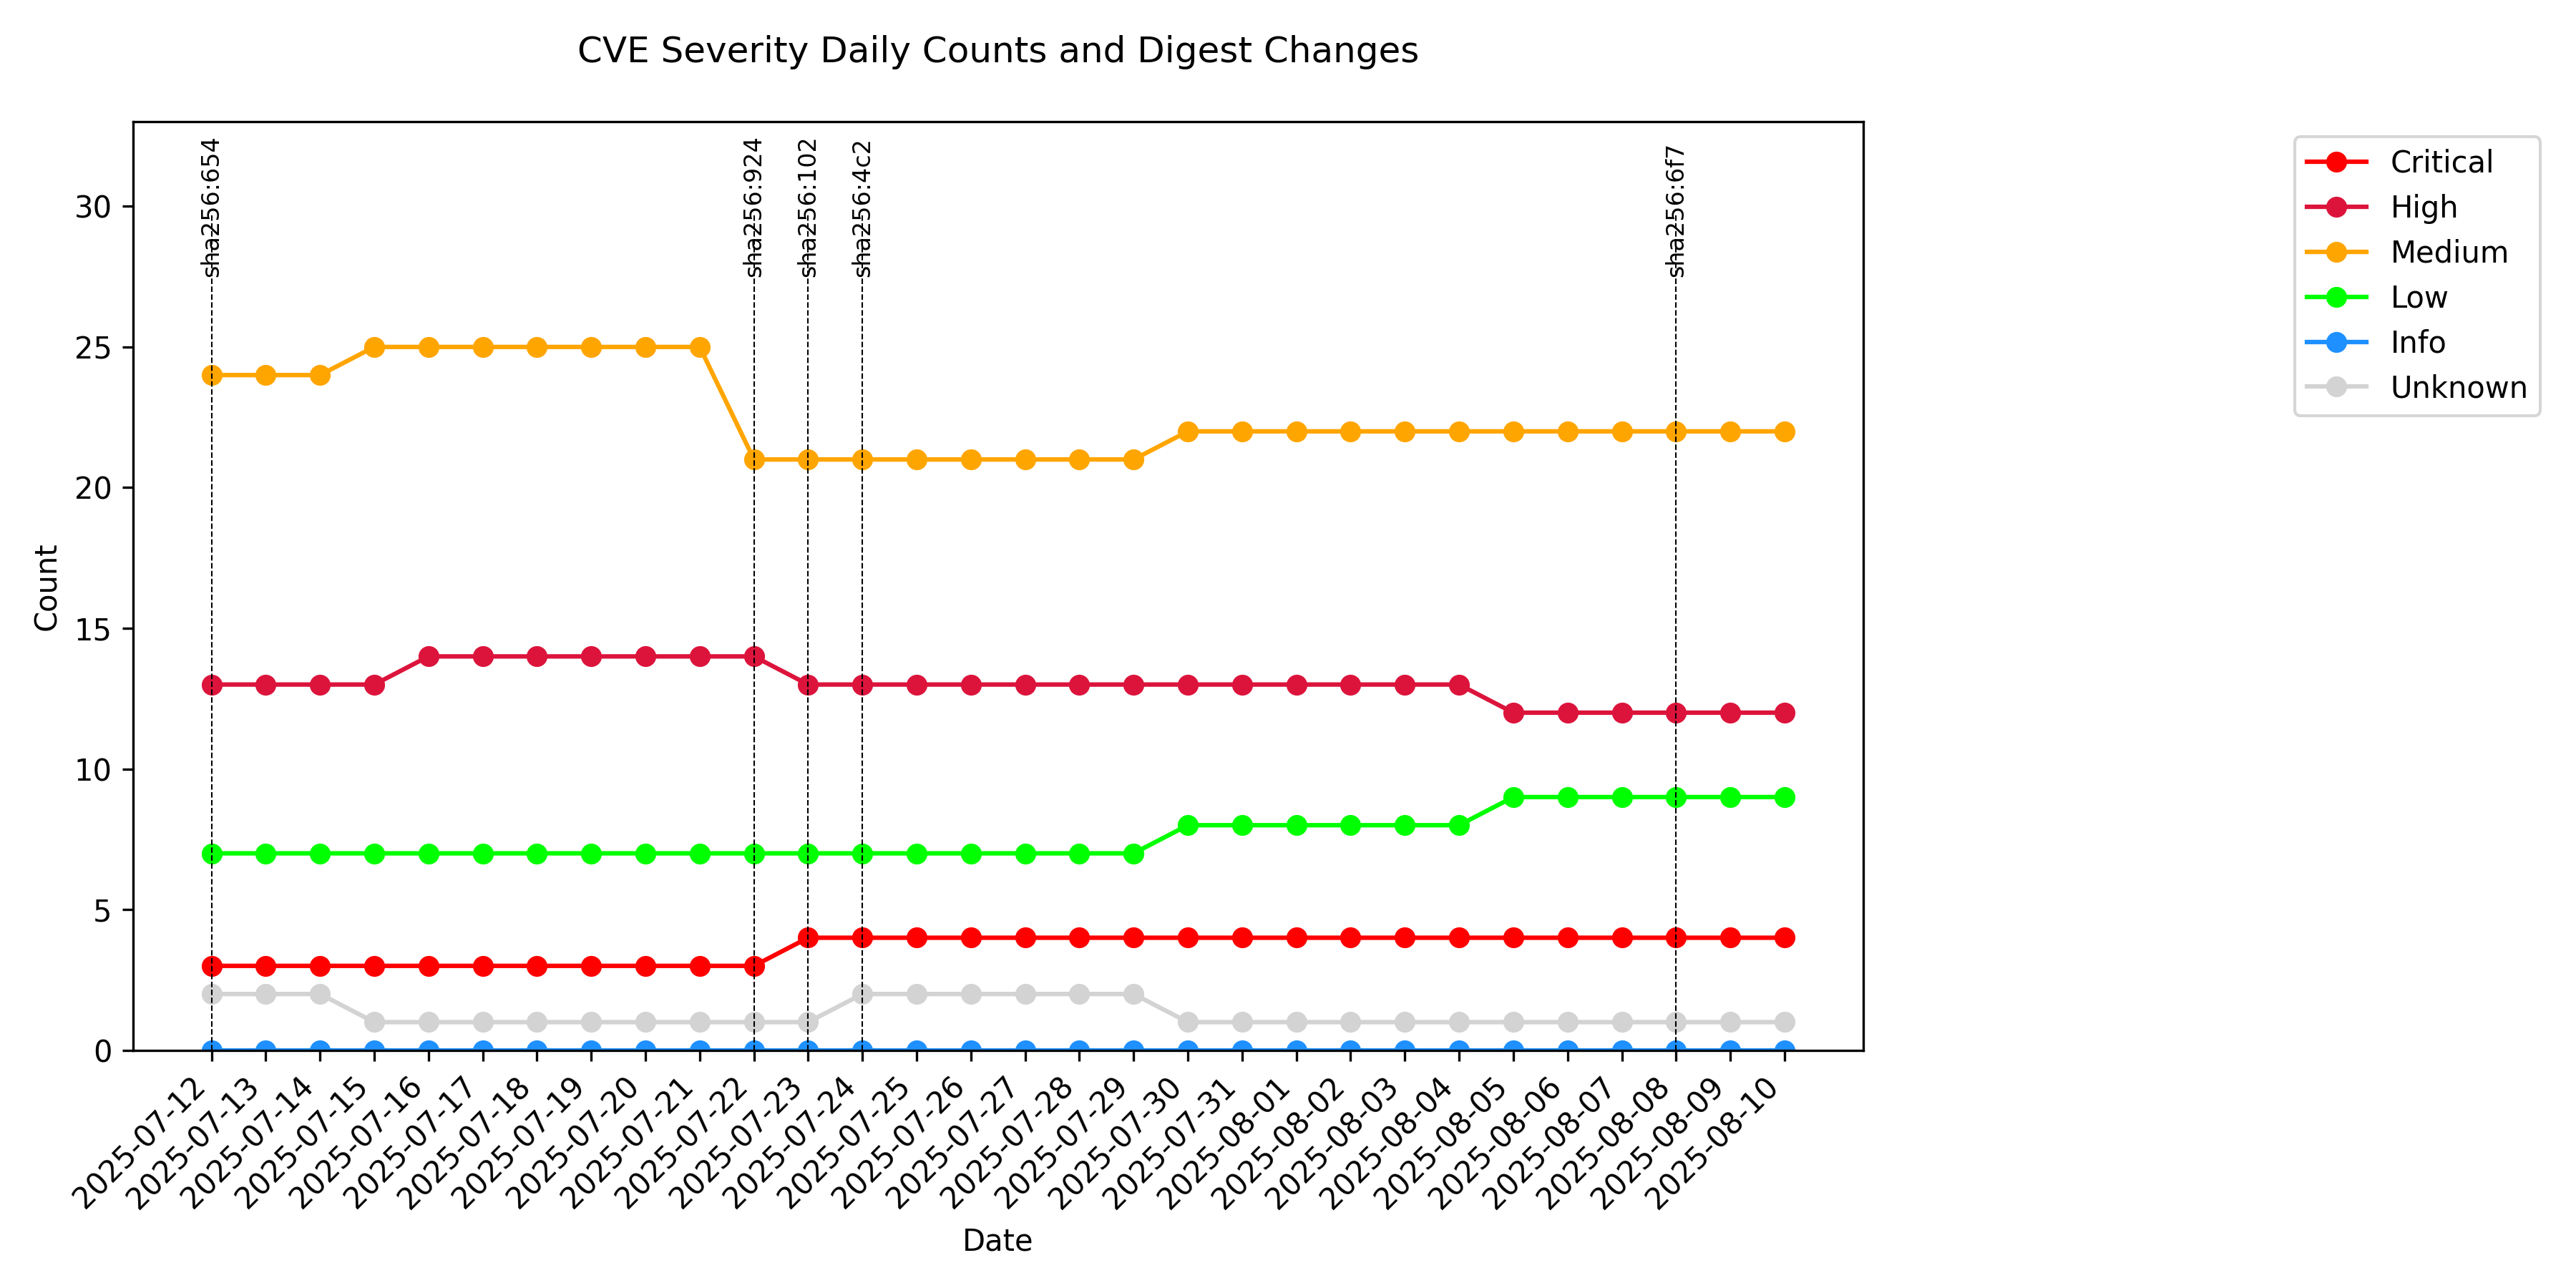 CVE Severity Daily Counts and Digest Changes
sha256:654
sha256:924
sha256:102
sha256:4c2
sha256:6f7
Critical
High
Medium
Low
Info
Unknown
Count
30
25
20
15
10
5
0
2025-07-12
2025-07-13
2025-07-14
2025-07-15
2025-07-16
2025-07-17
2025-07-18
2025-07-19
2025-07-20
2025-07-21
2025-07-22
2025-07-23
2025-07-24
2025-07-25
2025-07-26
2025-07-27
2025-07-28
2025-07-29
2025-07-30
2025-07-31
2025-08-01
2025-08-02
2025-08-03
2025-08-04
2025-08-05
2025-08-06
2025-08-07
2025-08-08
2025-08-09
2025-08-10
Date